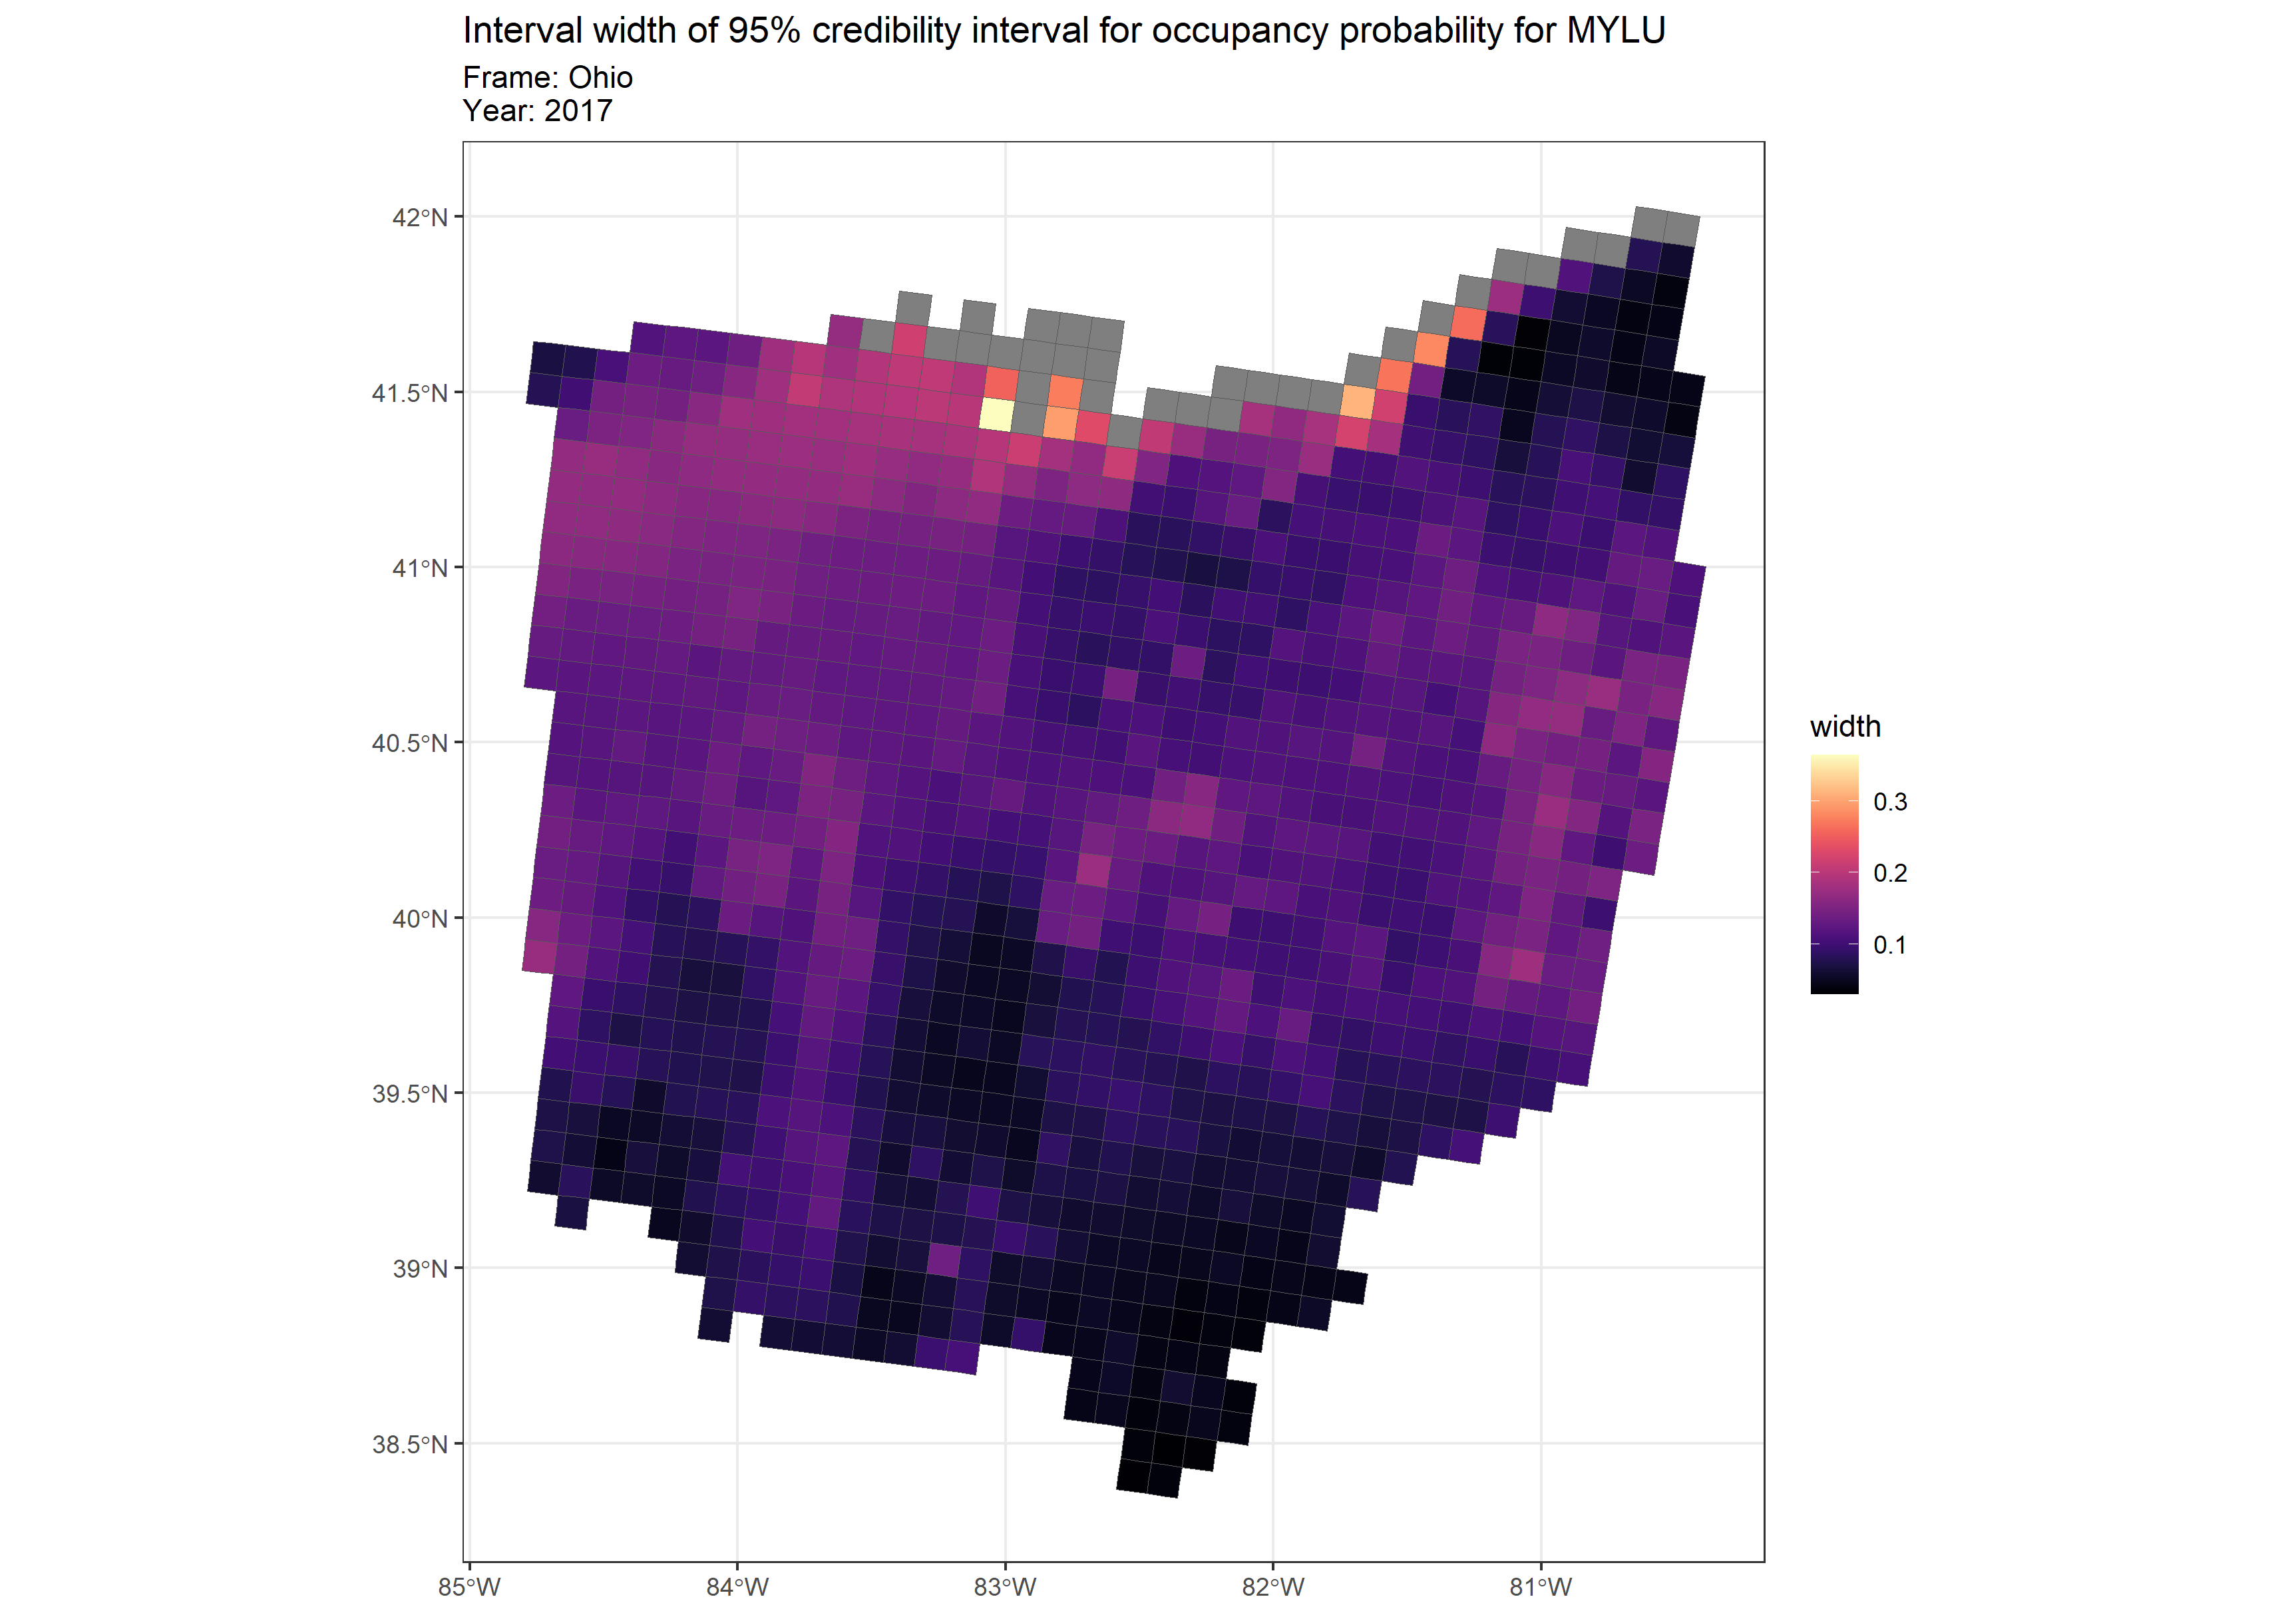 Interval width of 95% credibility interval for occupancy probability for MYLU
Frame: Ohio
Year: 2017
42°N
41.5°N
41°N
40.5°N
40°N
39.5°N
39°N
38.5°N
85°W
84°W
83°W
82°W
81°W
width
0.3
0.2
0.1